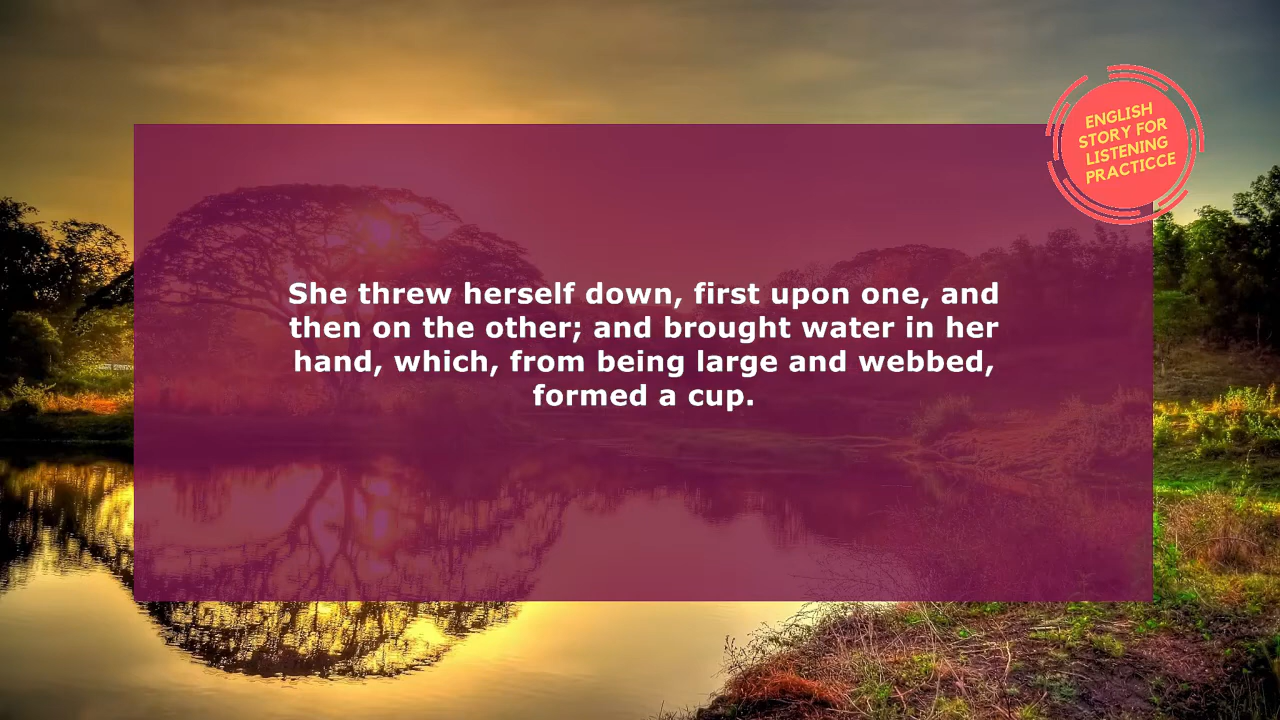 ENGLISH
STORY FOR
LISTENING
PRACTICCE
She threw herself down, first upon one, and
then on the other; and brought water in her
hand, which, from being large and webbed,
formed a cup.